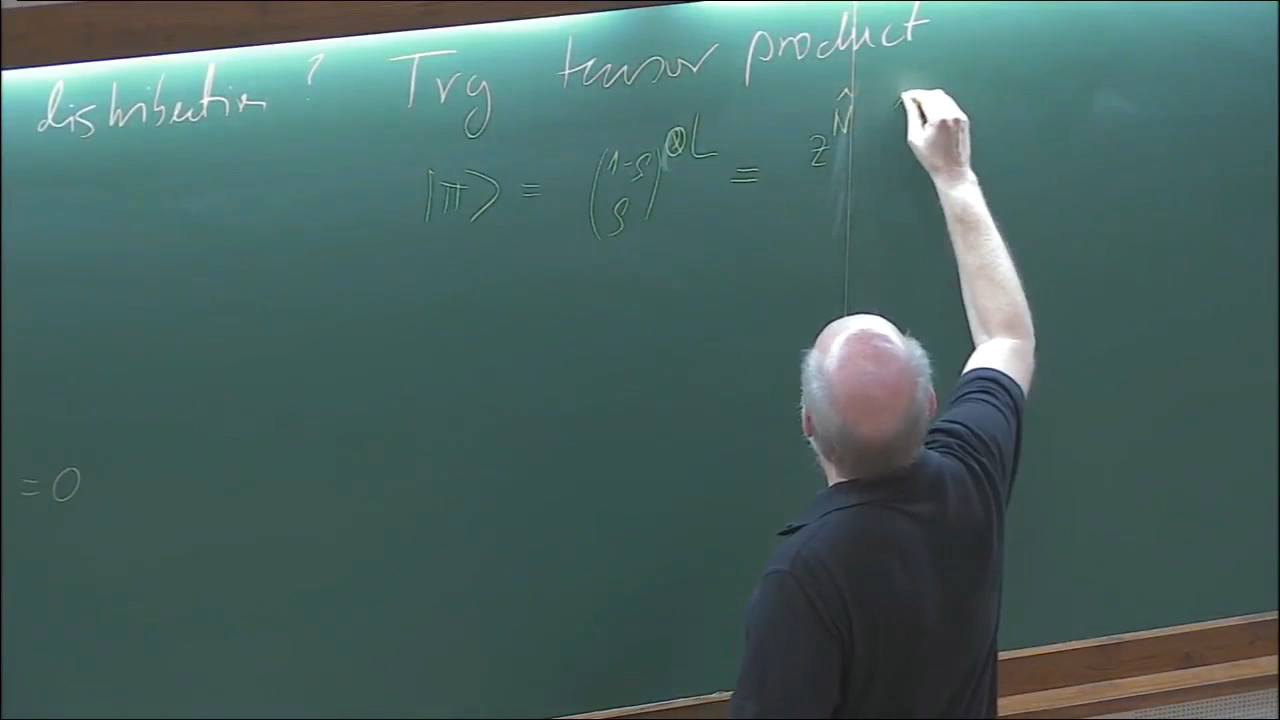 distribution ? Try tensor product
|π⟩ = (1-ρ ρ)^{⊗L} = z^{N̂}
= 0